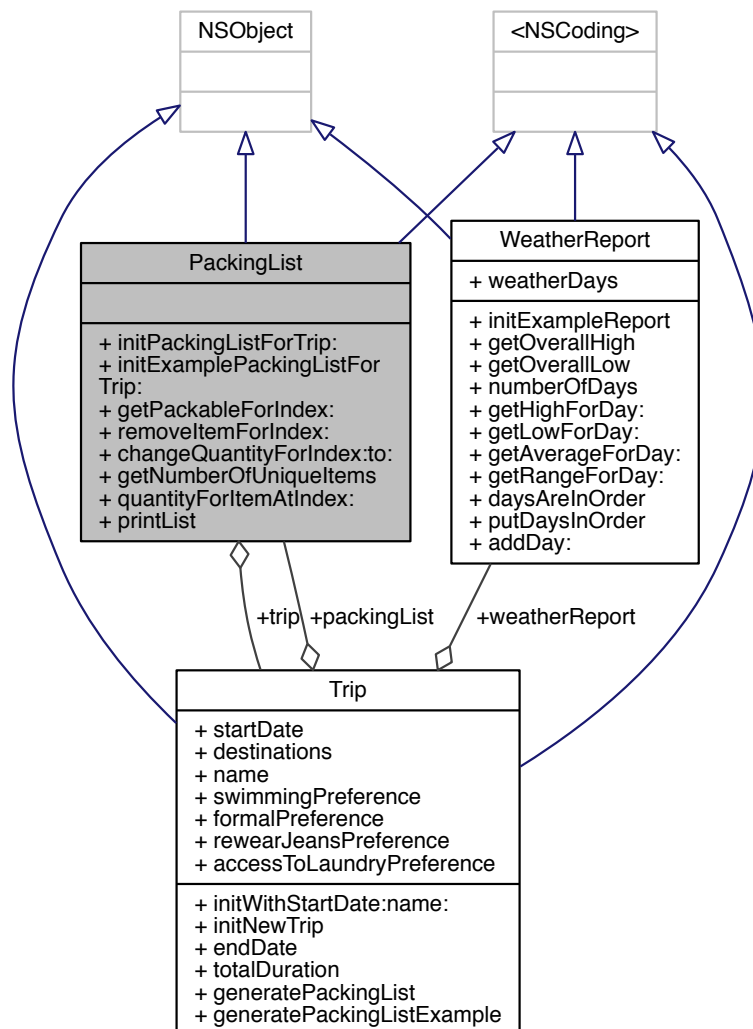 NSObject
<NSCoding>
PackingList
+ initPackingListForTrip:
+ initExamplePackingListFor
Trip:
+ getPackableForIndex:
+ removeItemForIndex:
+ changeQuantityForIndex:to:
+ getNumberOfUniqueItems
+ quantityForItemAtIndex:
+ printList
WeatherReport
+ weatherDays
+ initExampleReport
+ getOverallHigh
+ getOverallLow
+ numberOfDays
+ getHighForDay:
+ getLowForDay:
+ getAverageForDay:
+ getRangeForDay:
+ daysAreInOrder
+ putDaysInOrder
+ addDay:
+trip
+packingList
+weatherReport
Trip
+ startDate
+ destinations
+ name
+ swimmingPreference
+ formalPreference
+ rewearJeansPreference
+ accessToLaundryPreference
+ initWithStartDate:name:
+ initNewTrip
+ endDate
+ totalDuration
+ generatePackingList
+ generatePackingListExample